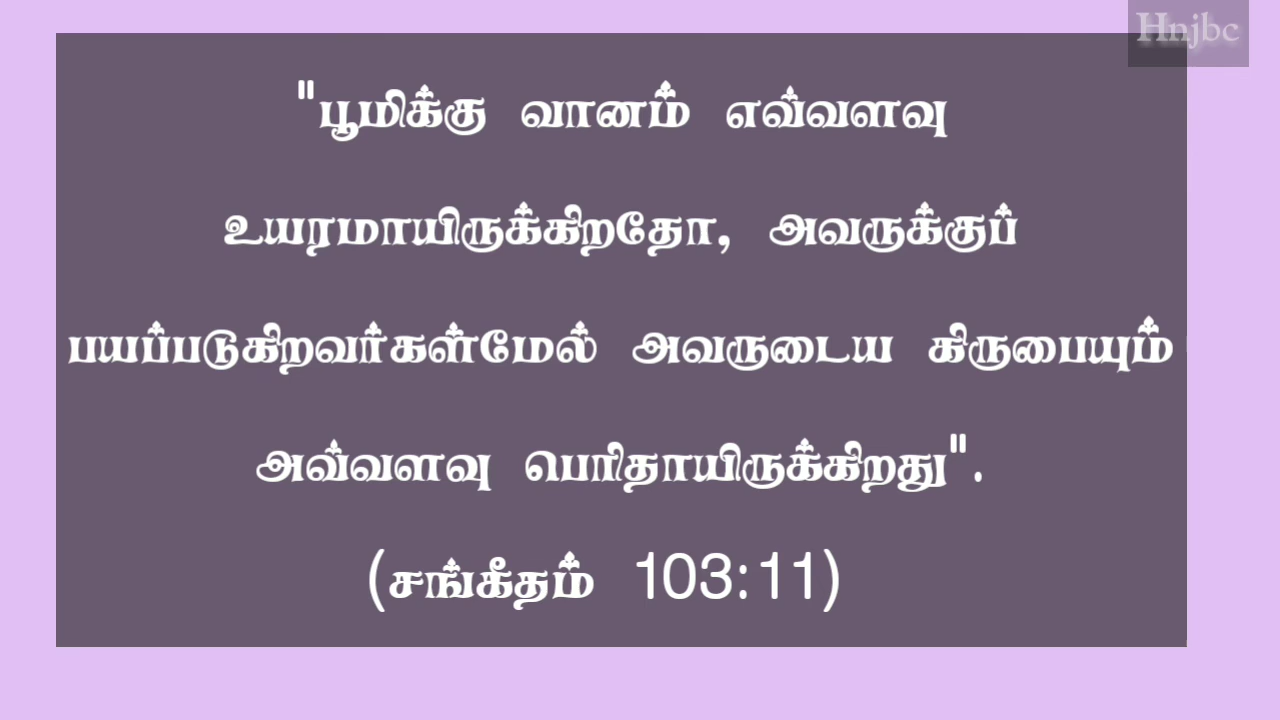 Hnjbc
"பூமிக்கு வானம் எவ்வளவு
உயரமாயிருக்கிறதோ, அவருக்குப்
பயப்படுகிறவர்கள்மேல் அவருடைய கிருபையும்
அவ்வளவு பெரிதாயிருக்கிறது".
(சங்கீதம் 103:11)